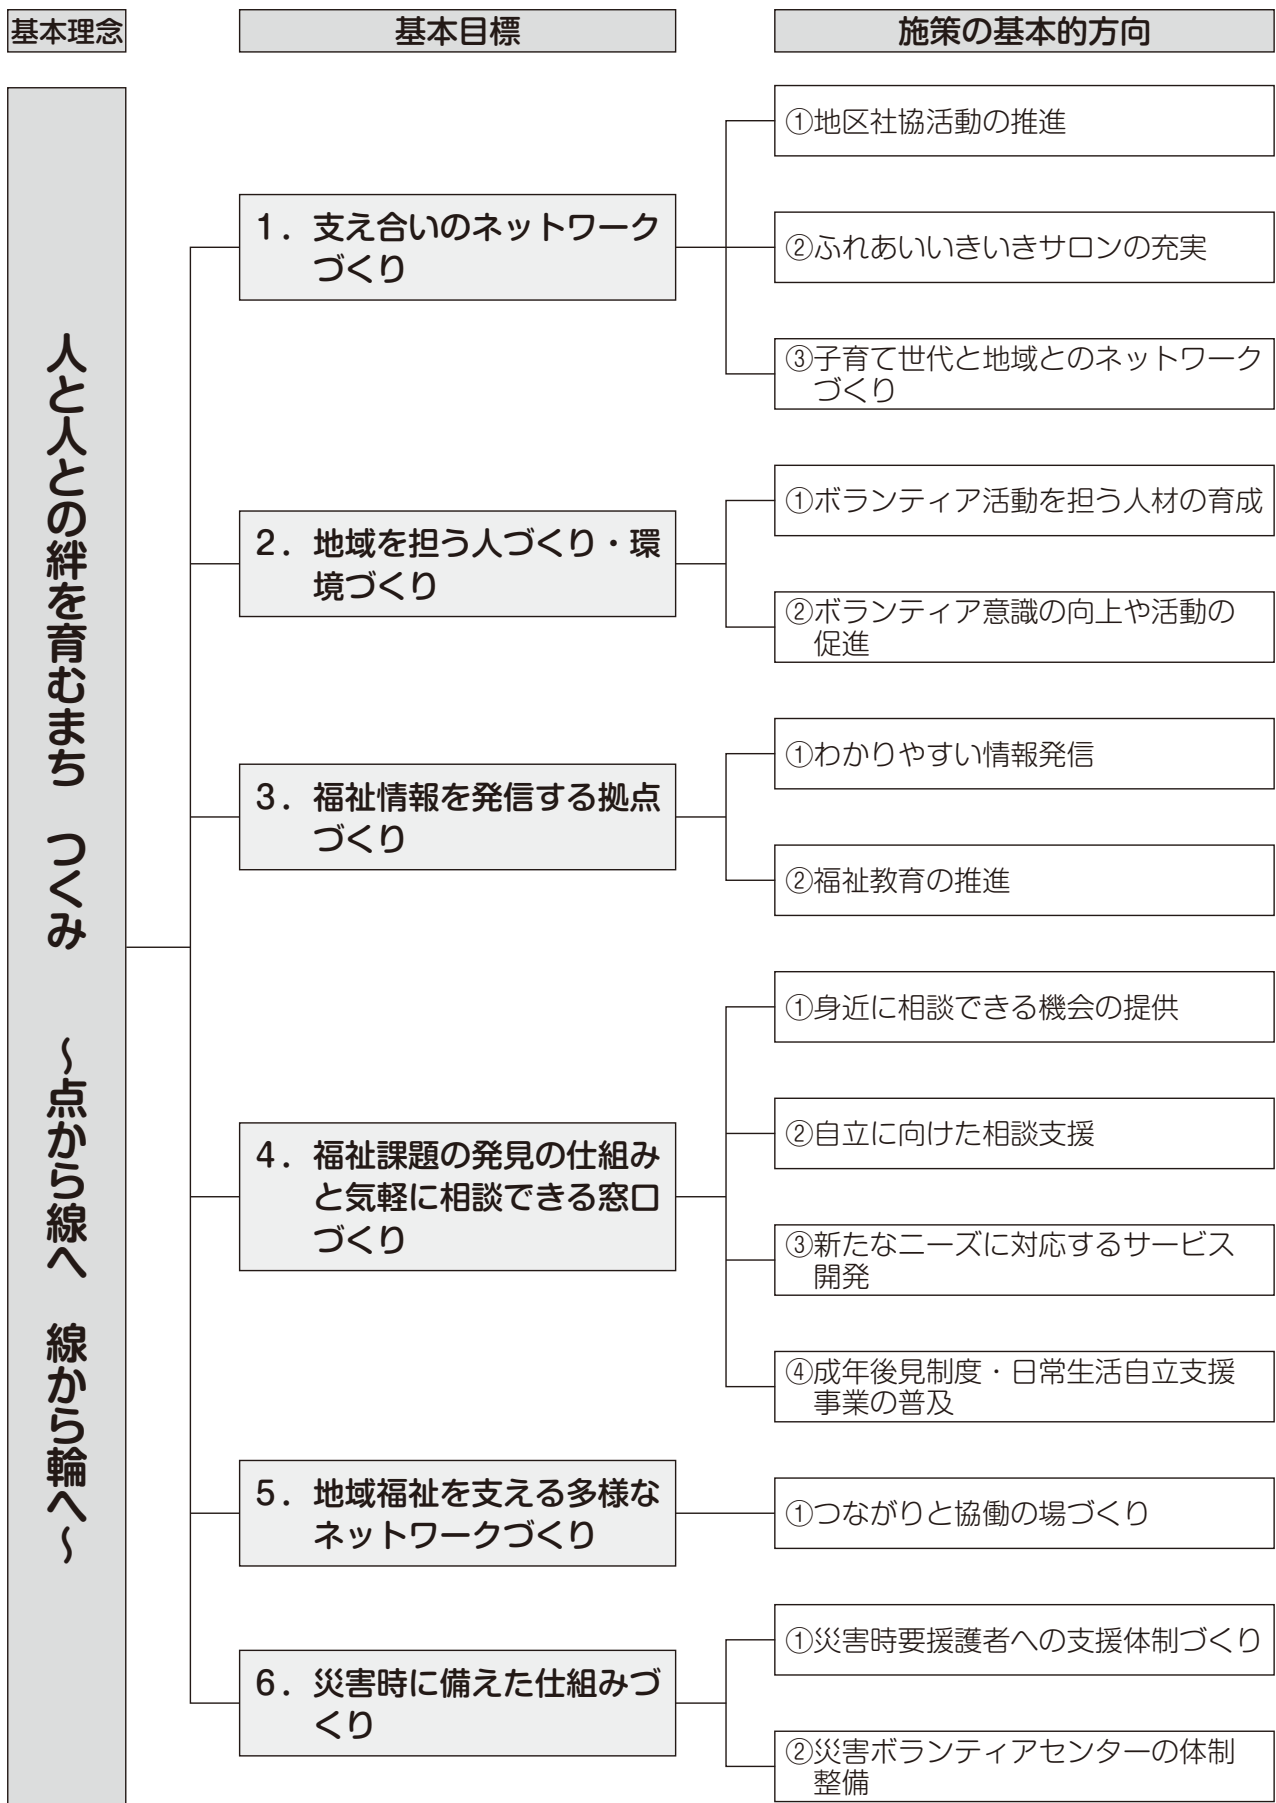 基本理念
基本目標
施策の基本的方向
人と人との絆を育むまち　つくみ　～点から線へ　線から輪へ～
1．支え合いのネットワーク
づくり
①地区社協活動の推進
②ふれあいいきいきサロンの充実
③子育て世代と地域とのネットワーク
づくり
2．地域を担う人づくり・環
境づくり
①ボランティア活動を担う人材の育成
②ボランティア意識の向上や活動の
促進
3．福祉情報を発信する拠点
づくり
①わかりやすい情報発信
②福祉教育の推進
4．福祉課題の発見の仕組み
と気軽に相談できる窓口
づくり
①身近に相談できる機会の提供
②自立に向けた相談支援
③新たなニーズに対応するサービス
開発
④成年後見制度・日常生活自立支援
事業の普及
5．地域福祉を支える多様な
ネットワークづくり
①つながりと協働の場づくり
6．災害時に備えた仕組みづ
くり
①災害時要援護者への支援体制づくり
②災害ボランティアセンターの体制
整備